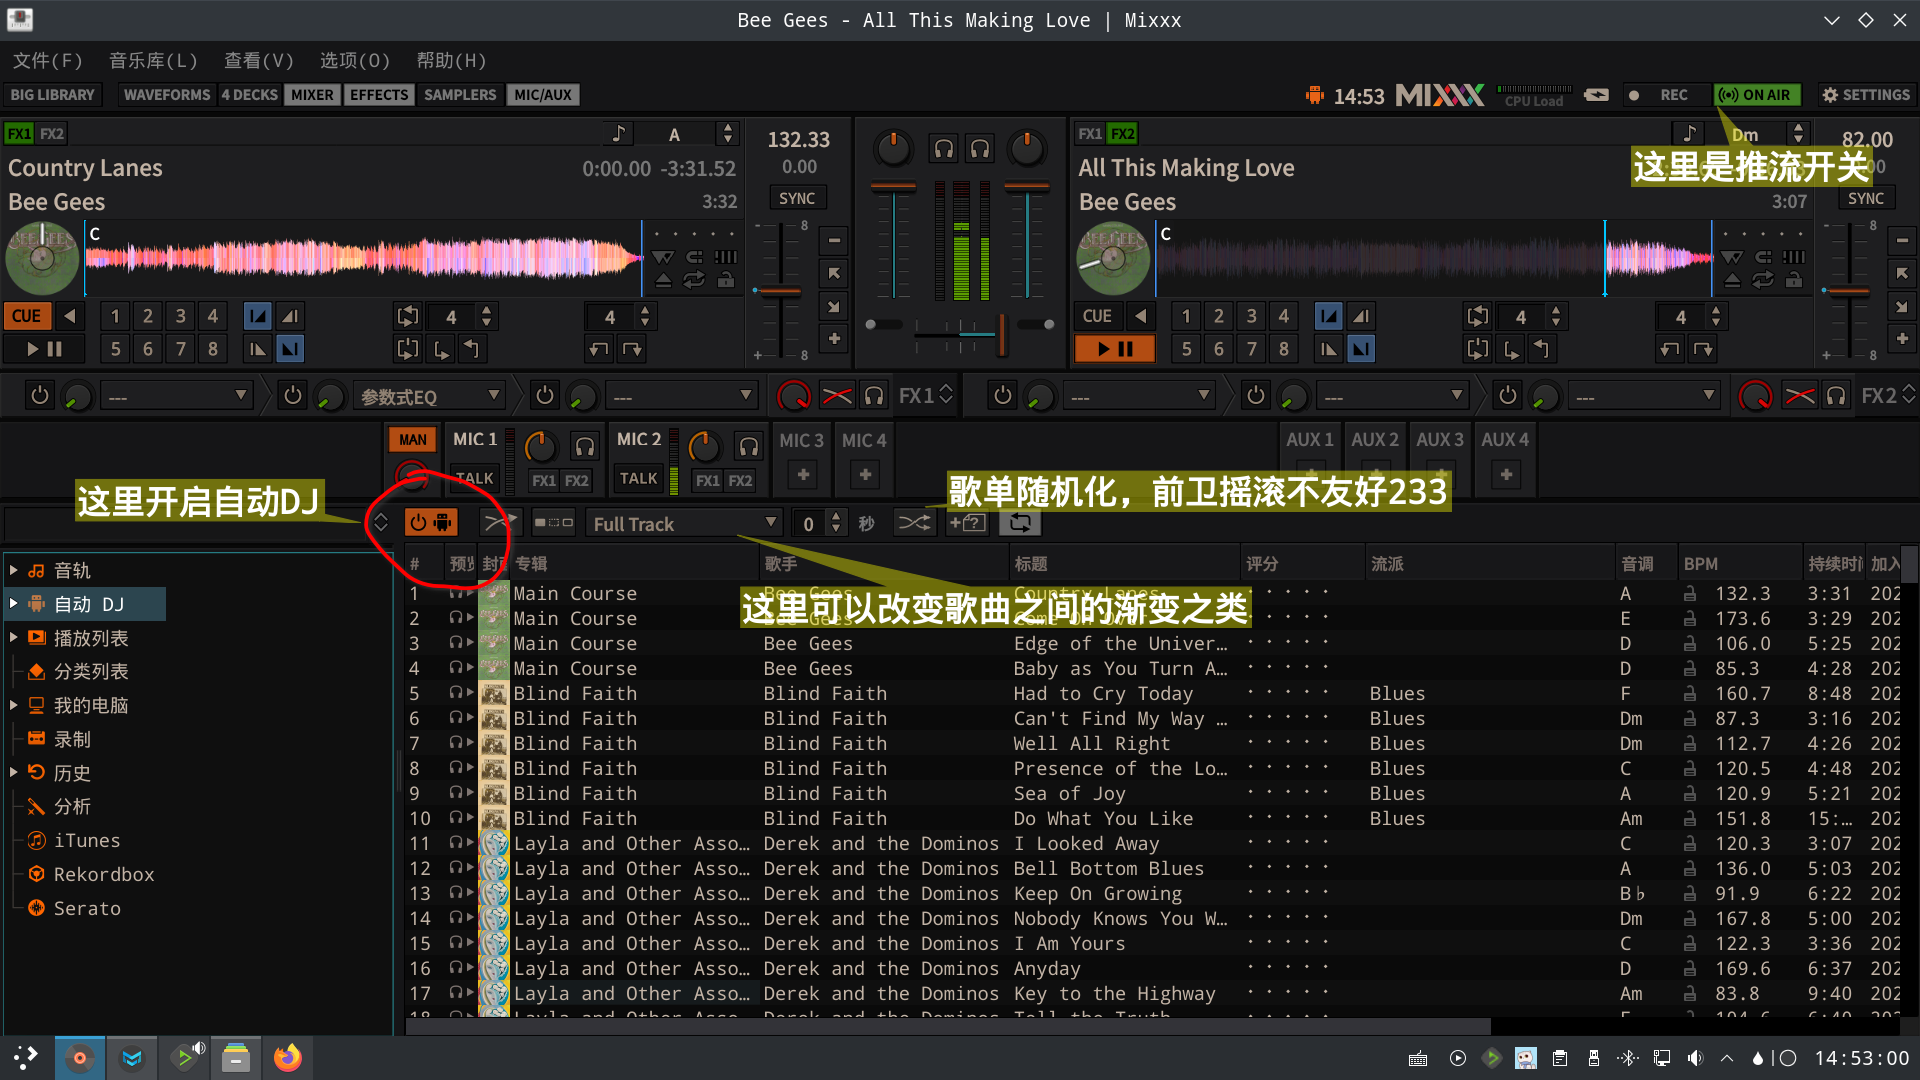 Bee Gees - All This Making Love | Mixxx
文件(F) 音乐库(L) 查看(V) 选项(O) 帮助(H)
BIG LIBRARY WAVEFORMS 4 DECKS MIXER EFFECTS SAMPLERS MIC/AUX 14:53 MIXXX CPU Load REC ON AIR SETTINGS
FX1 FX2 A 132.33 FX1 FX2 Dm 82.00
Country Lanes 0:00.00 -3:31.52 0.00 All This Making Love
这里是推流开关
Bee Gees 3:32 SYNC Bee Gees 3:07 SYNC
C 8 C 8
CUE 1 2 3 4 4 4 CUE 1 2 3 4 4 4
5 6 7 8 8 5 6 7 8 8
--- 参数式EQ --- FX1 --- --- --- FX2
MAN MIC 1 MIC 2 MIC 3 MIC 4 AUX 1 AUX 2 AUX 3 AUX 4
TALK FX1 FX2 TALK FX1 FX2
这里开启自动DJ
歌单随机化，前卫摇滚不友好233
Full Track 0 秒
这里可以改变歌曲之间的渐变之类
音轨
自动 DJ
播放列表
分类列表
我的电脑
录制
历史
分析
iTunes
Rekordbox
Serato
# 预览 封面 专辑 歌手 标题 评分 流派 音调 BPM 持续时间 加入
1 Main Course Bee Gees Country Lanes A 132.3 3:31 202
2 Main Course Bee Gees Come On Over E 173.6 3:29 202
3 Main Course Bee Gees Edge of the Univer… D 106.0 5:25 202
4 Main Course Bee Gees Baby as You Turn A… D 85.3 4:28 202
5 Blind Faith Blind Faith Had to Cry Today Blues F 160.7 8:48 202
6 Blind Faith Blind Faith Can't Find My Way … Blues Dm 87.3 3:16 202
7 Blind Faith Blind Faith Well All Right Blues Dm 112.7 4:26 202
8 Blind Faith Blind Faith Presence of the Lo… Blues C 120.5 4:48 202
9 Blind Faith Blind Faith Sea of Joy Blues A 120.9 5:21 202
10 Blind Faith Blind Faith Do What You Like Blues Am 151.8 15:… 202
11 Layla and Other Asso… Derek and the Dominos I Looked Away C 120.3 3:07 202
12 Layla and Other Asso… Derek and the Dominos Bell Bottom Blues A 136.0 5:03 202
13 Layla and Other Asso… Derek and the Dominos Keep On Growing B♭ 91.9 6:22 202
14 Layla and Other Asso… Derek and the Dominos Nobody Knows You W… Dm 167.8 5:00 202
15 Layla and Other Asso… Derek and the Dominos I Am Yours C 122.3 3:36 202
16 Layla and Other Asso… Derek and the Dominos Anyday D 169.6 6:37 202
17 Layla and Other Asso… Derek and the Dominos Key to the Highway Am 83.8 9:40 202
14:53:00